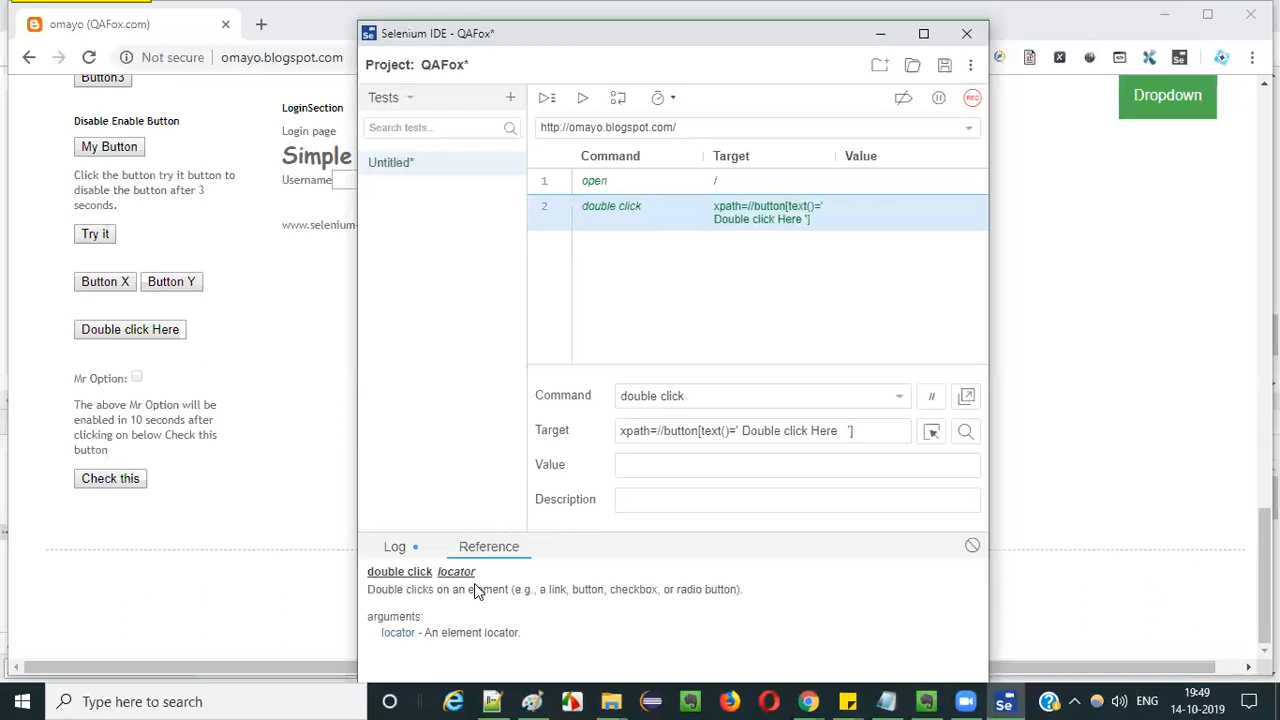 omayo (QAFox.com)
Not secure
omayo.blogspot.com
Button3
Disable Enable Button
My Button
Click the button try it button to
disable the button after 3
seconds.
Try it
Button X
Button Y
Double click Here
Mr Option:
The above Mr Option will be
enabled in 10 seconds after
clicking on below Check this
button
Check this
LoginSection
Login page
Simple
Username
www.selenium-
Dropdown
Selenium IDE - QAFox*
Project: QAFox*
Tests
Search tests...
Untitled*
REC
http://omayo.blogspot.com/
Command Target Value
1 open /
2 double click xpath=//button[text()='
Double click Here ']
Command double click //
Target xpath=//button[text()=' Double click Here   ']
Value
Description
Log Reference
double click locator
Double clicks on an element (e.g., a link, button, checkbox, or radio button).
arguments:
locator - An element locator.
Type here to search
Se
ENG
19:49
14-10-2019